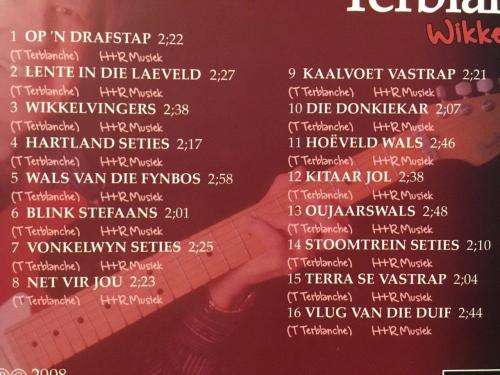 Terblan
Wikke
1 OP 'N DRAFSTAP 2;22
(T Terblanche) H+R Musiek
2 LENTE IN DIE LAEVELD 2;27
(T Terblanche) H+R Musiek
3 WIKKELVINGERS 2;38
(T Terblanche) H+R Musiek
4 HARTLAND SETIES 2;17
(T Terblanche) H+R Musiek
5 WALS VAN DIE FYNBOS 2;58
(T Terblanche) H+R Musiek
6 BLINK STEFAANS 2;01
(T Terblanche) H+R Musiek
7 VONKELWYN SETIES 2;25
(T Terblanche) H+R Musiek
8 NET VIR JOU 2;23
(T Terblanche) H+R Musiek
9 KAALVOET VASTRAP 2;21
(T Terblanche) H+R Musiek
10 DIE DONKIEKAR 2;07
(T Terblanche) H+R Musiek
11 HOËVELD WALS 2;46
(T Terblanche) H+R Musiek
12 KITAAR JOL 2;38
(T Terblanche) H+R Musiek
13 OUJAARSWALS 2;48
(T Terblanche) H+R Musiek
14 STOOMTREIN SETIES 2;10
(T Terblanche) H+R Musiek
15 TERRA SE VASTRAP 2;04
(T Terblanche) H+R Musiek
16 VLUG VAN DIE DUIF 2;44
(T Terblanche) H+R Musiek
2008